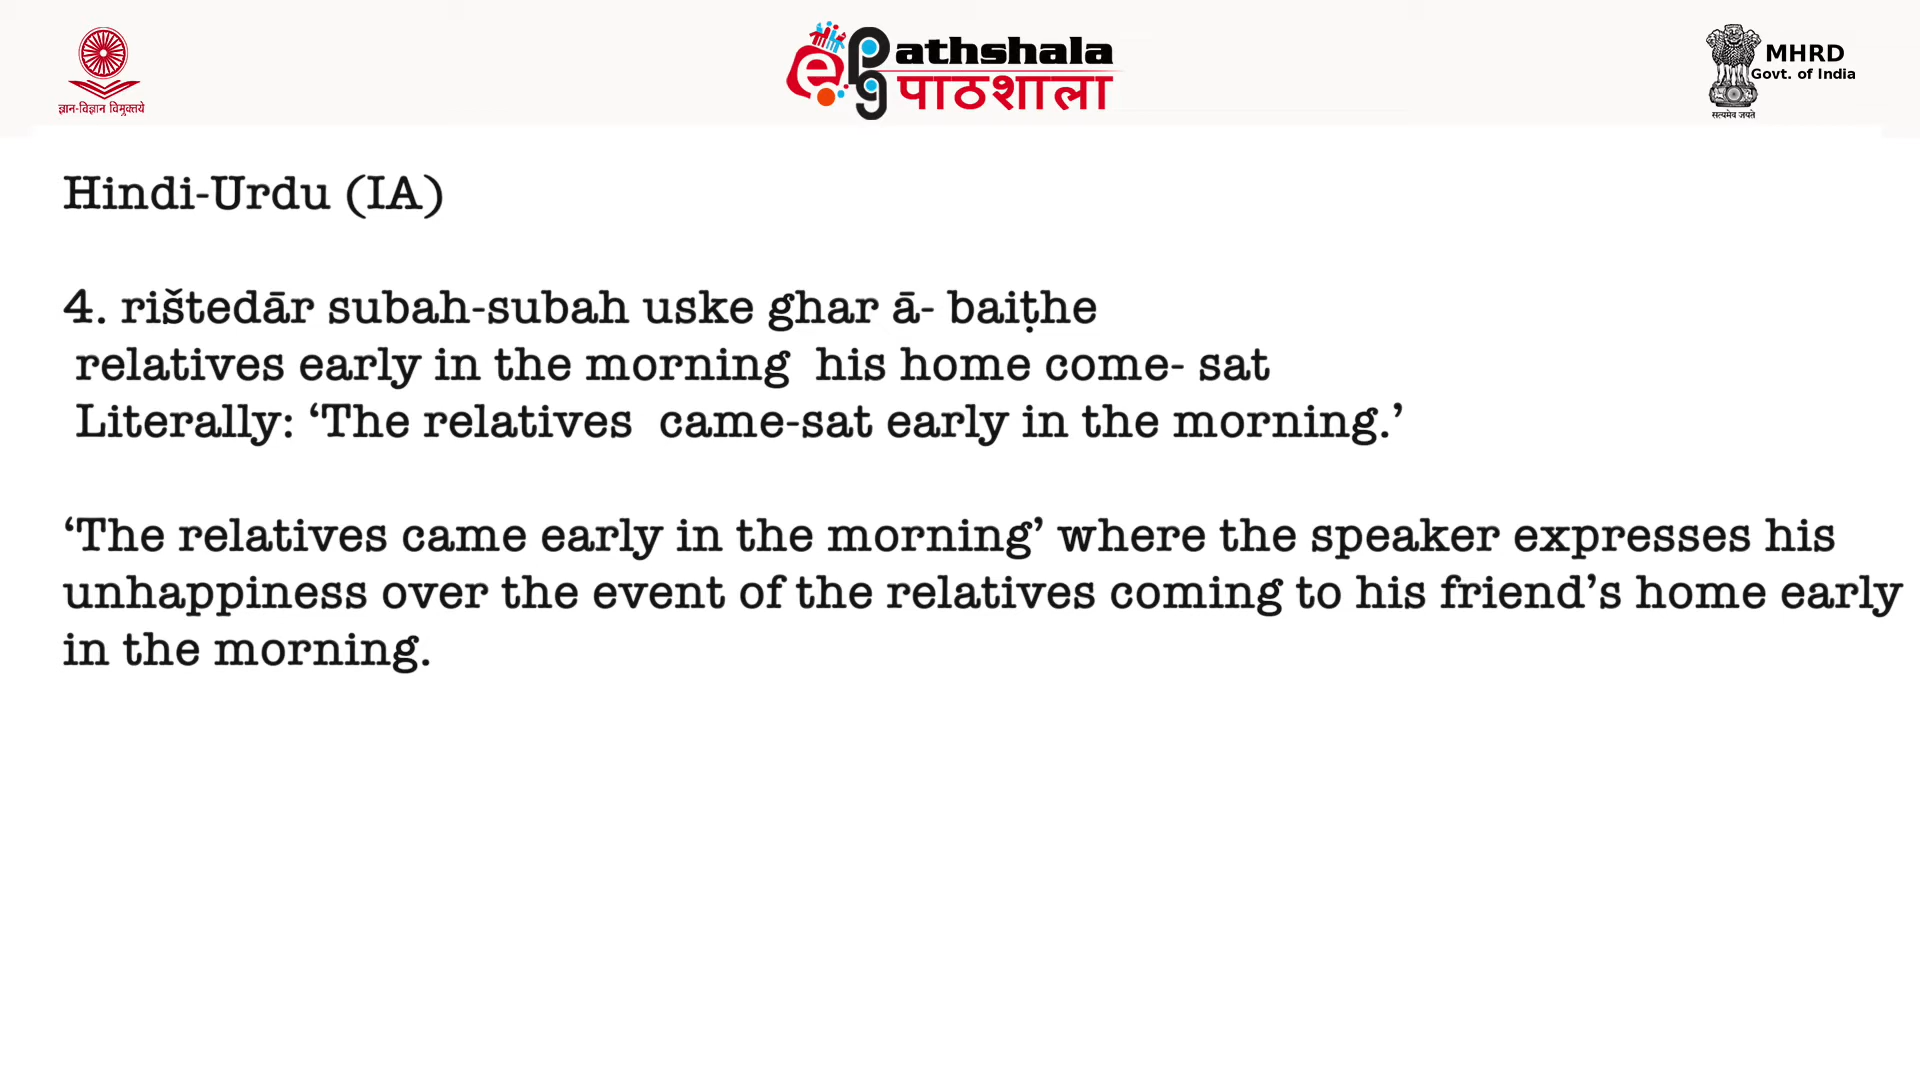 ज्ञान-विज्ञान विमुक्तये
ePathshala
पाठशाला
MHRD
Govt. of India
सत्यमेव जयते
Hindi-Urdu (IA)
4. rištedār subah-subah uske ghar ā- baiṭhe
relatives early in the morning his home come- sat
Literally: ‘The relatives came-sat early in the morning.’
‘The relatives came early in the morning’ where the speaker expresses his
unhappiness over the event of the relatives coming to his friend’s home early
in the morning.